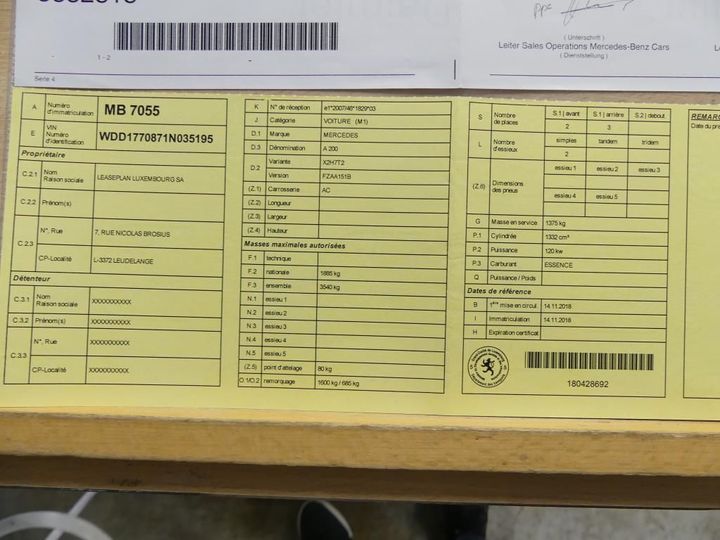 ( Unterschrift )
Leiter Sales Operations Mercedes-Benz Cars
( Dienststellung )
1 - 2
Seite 4
A Numéro d'immatriculation MB 7055
E VIN Numéro d'identification WDD1770871N035195
Propriétaire
C.2.1 Nom Raison sociale LEASEPLAN LUXEMBOURG SA
C.2.2 Prénom(s)
C.2.3 N°, Rue 7, RUE NICOLAS BROSIUS
CP-Localité L-3372 LEUDELANGE
Détenteur
C.3.1 Nom Raison sociale XXXXXXXXXX
C.3.2 Prénom(s) XXXXXXXXXX
C.3.3 N°, Rue XXXXXXXXXX
CP-Localité XXXXXXXXXX
K N° de réception e1*2007/46*1829*03
J Catégorie VOITURE (M1)
D.1 Marque MERCEDES
D.3 Dénomination A 200
D.2 Variante X2H7T2
Version FZAA151B
(Z.1) Carrosserie AC
(Z.2) Longueur
(Z.3) Largeur
(Z.4) Hauteur
Masses maximales autorisées
F.1 technique
F.2 nationale 1885 kg
F.3 ensemble 3540 kg
N.1 essieu 1
N.2 essieu 2
N.3 essieu 3
N.4 essieu 4
N.5 essieu 5
(Z.5) point d'attelage 80 kg
O.1/O.2 remorquage 1600 kg / 685 kg
S Nombre de places S.1 | avant S.1 | arrière S.2 | debout
2 3
L Nombre d'essieux simples tandem tridem
2
(Z.6) Dimensions des pneus essieu 1 essieu 2 essieu 3
essieu 4 essieu 5
G Masse en service 1375 kg
P.1 Cylindrée 1332 cm³
P.2 Puissance 120 kw
P.3 Carburant ESSENCE
Q Puissance / Poids
Dates de référence
B 1ère mise en circul. 14.11.2018
I Immatriculation 14.11.2018
H Expiration certificat
180428692
REMARQ
Date du pre